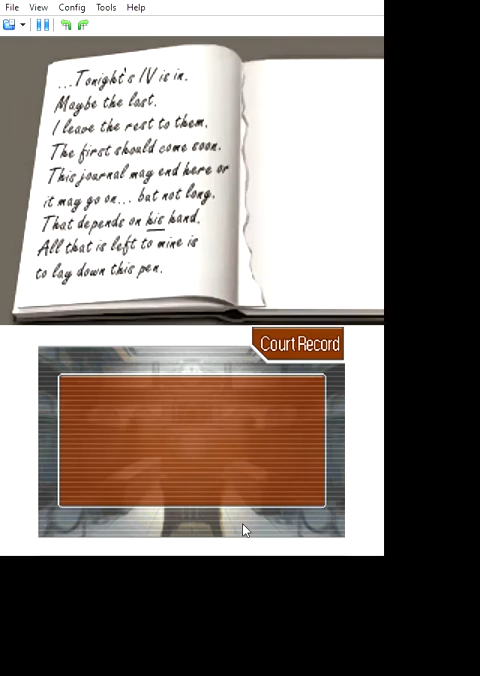 File View Config Tools Help
...Tonight's IV is in.
Maybe the last.
I leave the rest to them.
The first should come soon.
This journal may end here or
it may go on... but not long.
That depends on his hand.
All that is left to mine is
to lay down this pen.
Court Record